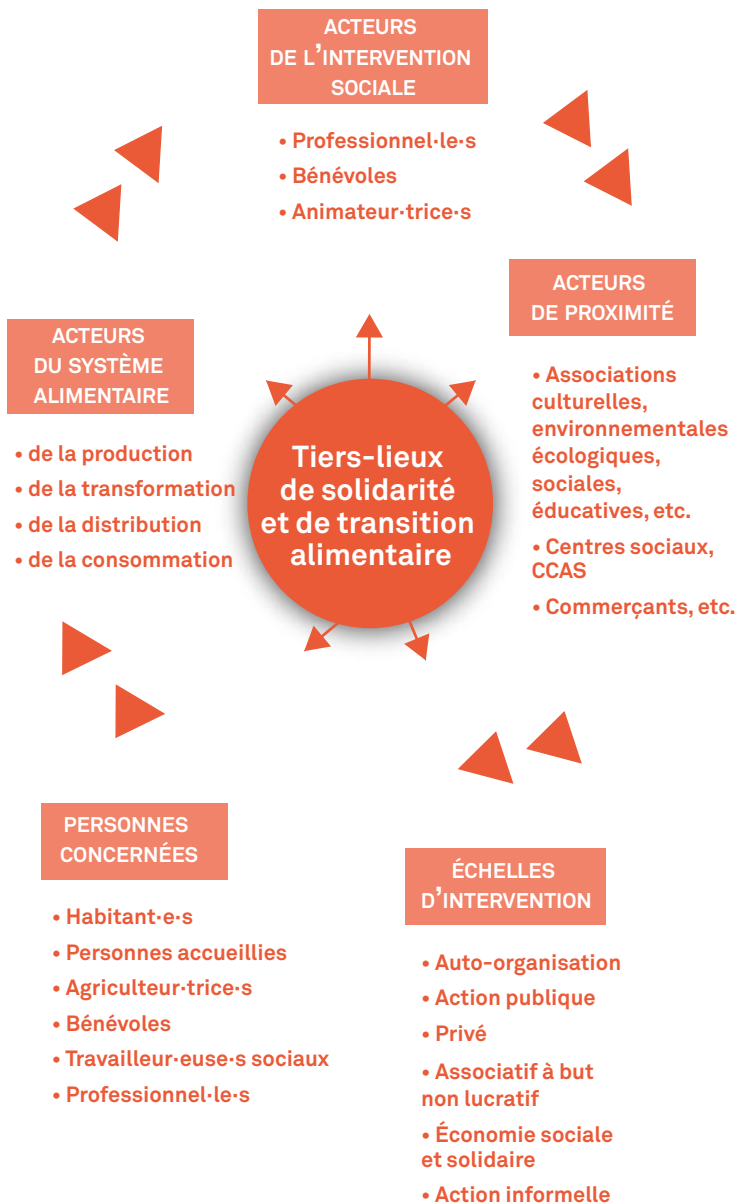 ACTEURS
DE L'INTERVENTION
SOCIALE
• Professionnel·le·s
• Bénévoles
• Animateur·trice·s
ACTEURS
DE PROXIMITÉ
• Associations
culturelles,
environnementales
écologiques,
sociales,
éducatives, etc.
• Centres sociaux,
CCAS
• Commerçants, etc.
ACTEURS
DU SYSTÈME
ALIMENTAIRE
• de la production
• de la transformation
• de la distribution
• de la consommation
Tiers-lieux
de solidarité
et de transition
alimentaire
PERSONNES
CONCERNÉES
• Habitant·e·s
• Personnes accueillies
• Agriculteur·trice·s
• Bénévoles
• Travailleur·euse·s sociaux
• Professionnel·le·s
ÉCHELLES
D'INTERVENTION
• Auto-organisation
• Action publique
• Privé
• Associatif à but
non lucratif
• Économie sociale
et solidaire
• Action informelle